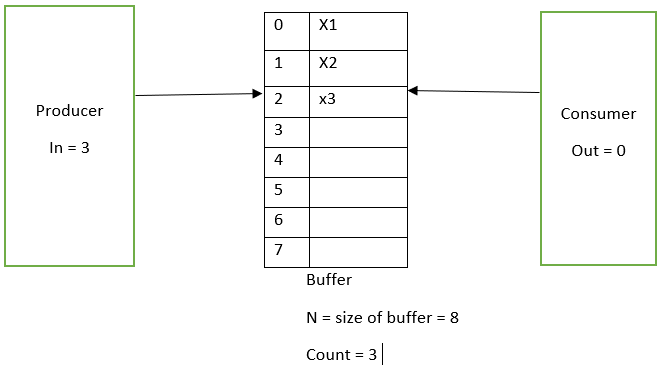 Producer
In = 3
0 X1
1 X2
2 x3
3
4
5
6
7
Buffer
N = size of buffer = 8
Count = 3
Consumer
Out = 0